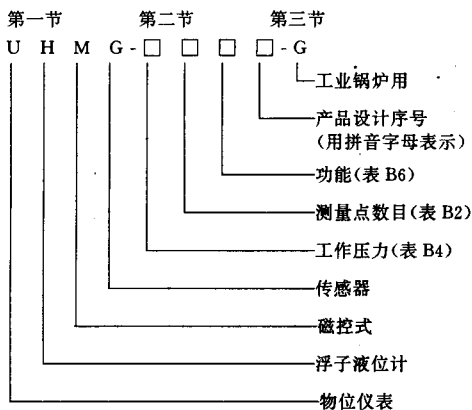 第一节 第二节 第三节
U H M G - □ □ □ □ - G
工业锅炉用
产品设计序号
(用拼音字母表示)
功能(表 B6)
测量点数目(表 B2)
工作压力(表 B4)
传感器
磁控式
浮子液位计
物位仪表